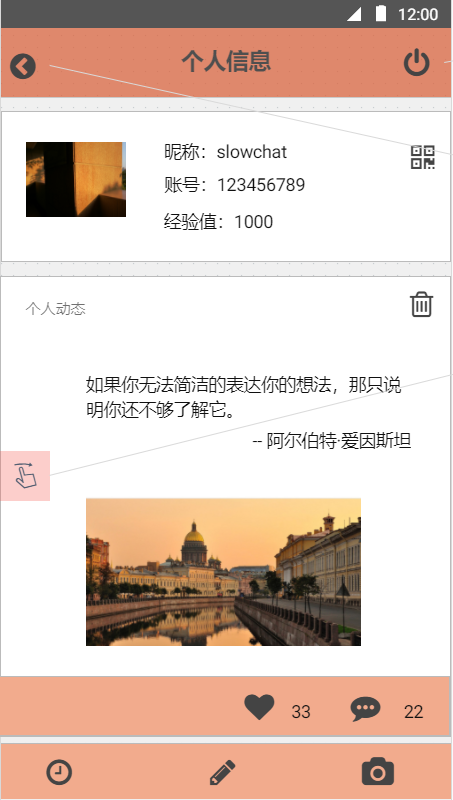 12:00
个人信息
昵称：slowchat
账号：123456789
经验值：1000
个人动态
如果你无法简洁的表达你的想法，那只说
明你还不够了解它。
-- 阿尔伯特·爱因斯坦
33 22